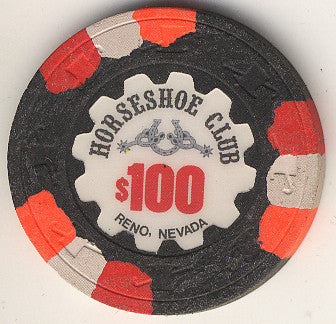 HORSESHOE CLUB
$100
RENO, NEVADA